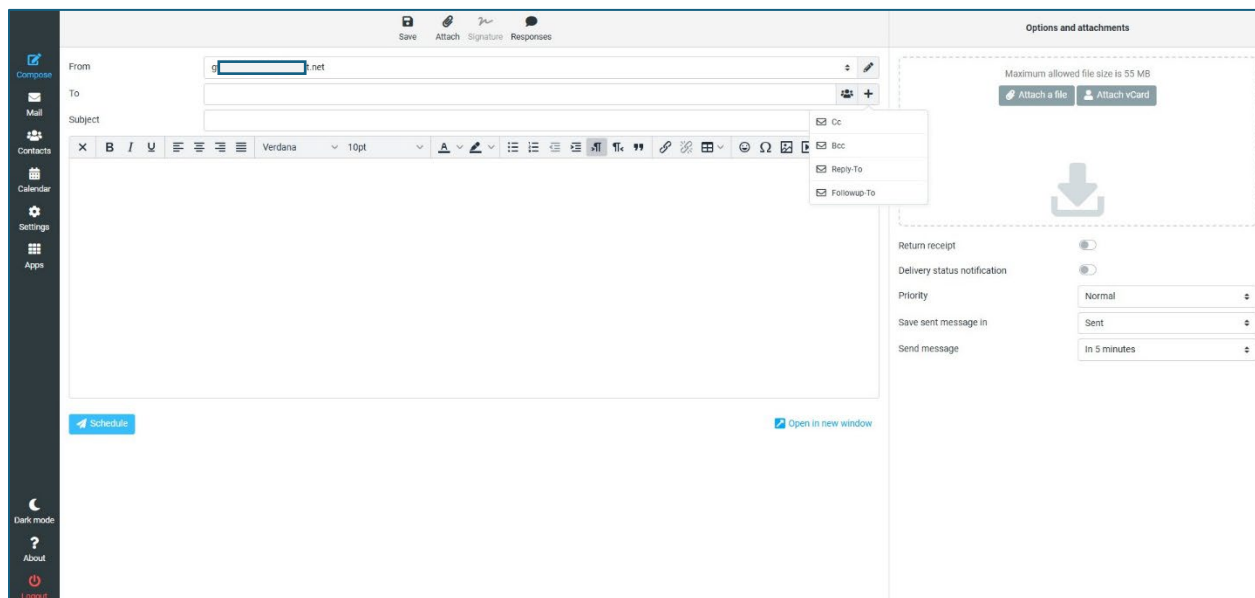 Save Attach Signature Responses
Options and attachments
Compose
Mail
Contacts
Calendar
Settings
Apps
Dark mode
About
Logout
From
g t.net
To
Subject
Cc
Bcc
Reply-To
Followup-To
B I U Verdana 10pt A
Schedule
Open in new window
Maximum allowed file size is 55 MB
Attach a file Attach vCard
Return receipt
Delivery status notification
Priority Normal
Save sent message in Sent
Send message In 5 minutes